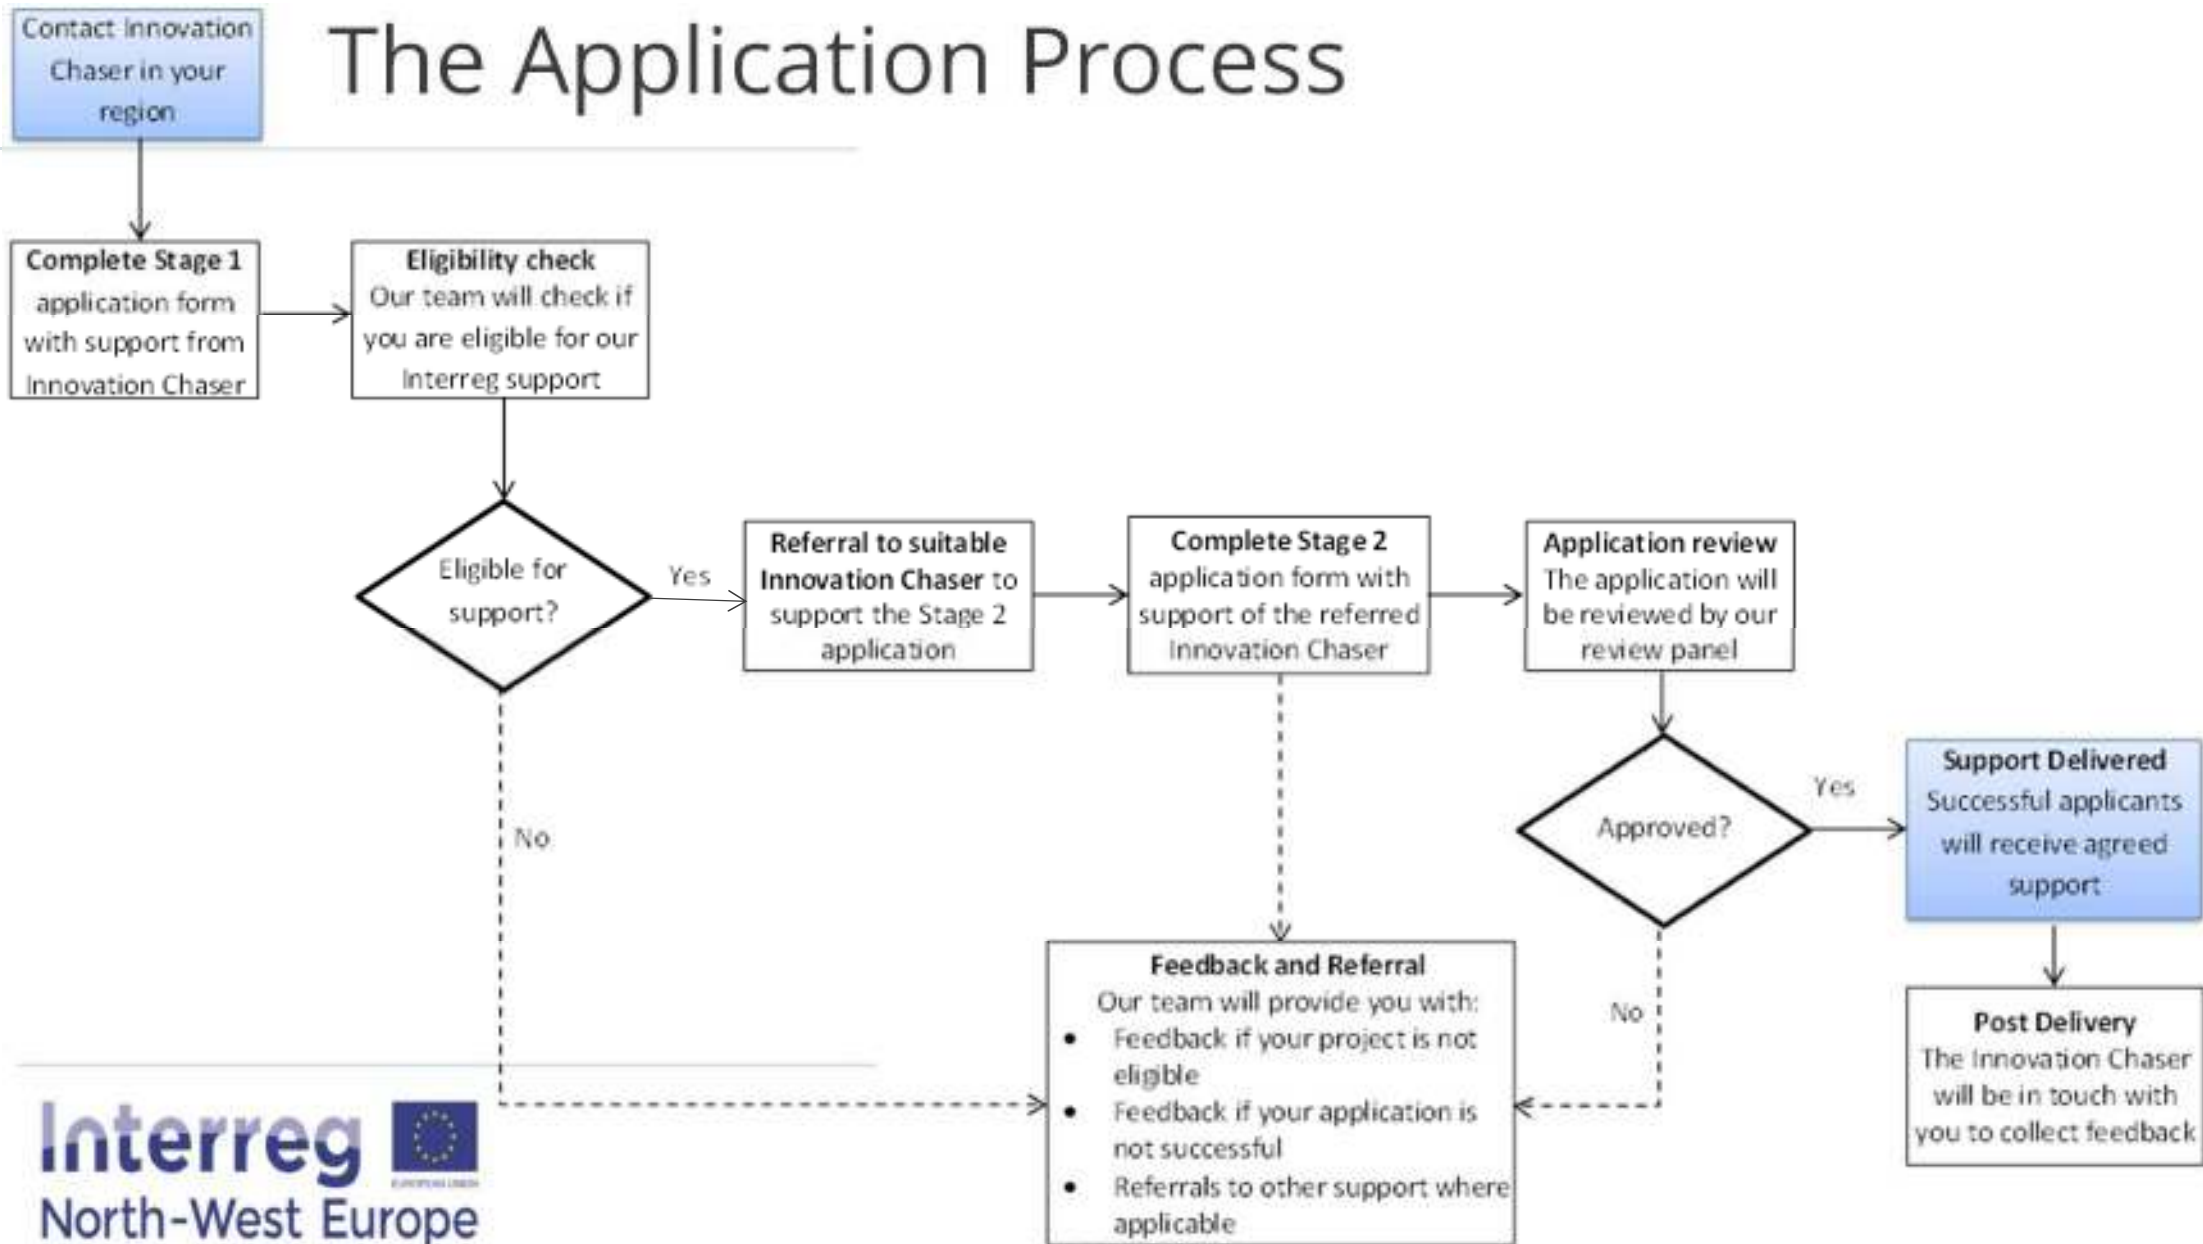 The Application Process
Contact Innovation
Chaser in your
region
Complete Stage 1
application form
with support from
Innovation Chaser
Eligibility check
Our team will check if
you are eligible for our
Interreg support
Eligible for
support?
Yes
No
Referral to suitable
Innovation Chaser to
support the Stage 2
application
Complete Stage 2
application form with
support of the referred
Innovation Chaser
Application review
The application will
be reviewed by our
review panel
Approved?
Yes
No
Support Delivered
Successful applicants
will receive agreed
support
Post Delivery
The Innovation Chaser
will be in touch with
you to collect feedback
Feedback and Referral
Our team will provide you with:
• Feedback if your project is not
eligible
• Feedback if your application is
not successful
• Referrals to other support where
applicable
Interreg
EUROPEAN UNION
North-West Europe